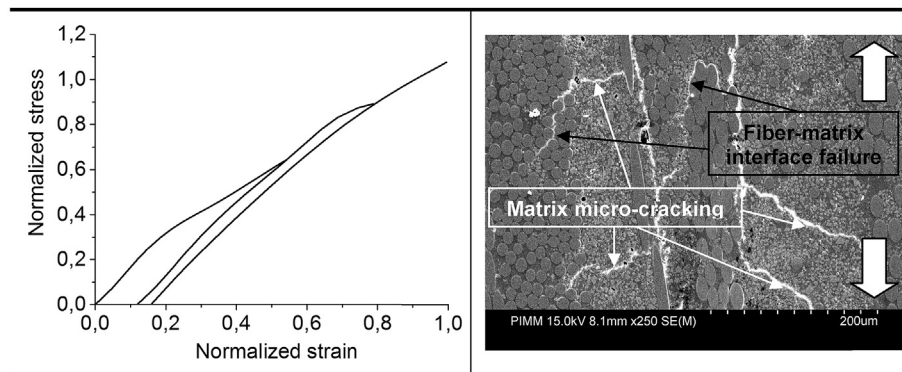 1,2
1,0
0,8
0,6
0,4
0,2
0,0
Normalized stress
0,0 0,2 0,4 0,6 0,8 1,0
Normalized strain
Fiber-matrix
interface failure
Matrix micro-cracking
PIMM 15.0kV 8.1mm x250 SE(M)
200um